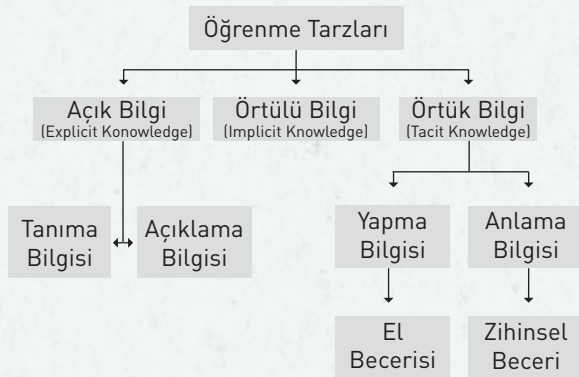 Öğrenme Tarzları
Açık Bilgi
(Explicit Konowledge)
Örtülü Bilgi
(Implicit Knowledge)
Örtük Bilgi
(Tacit Knowledge)
Tanıma
Bilgisi
Açıklama
Bilgisi
Yapma
Bilgisi
Anlama
Bilgisi
El
Becerisi
Zihinsel
Beceri